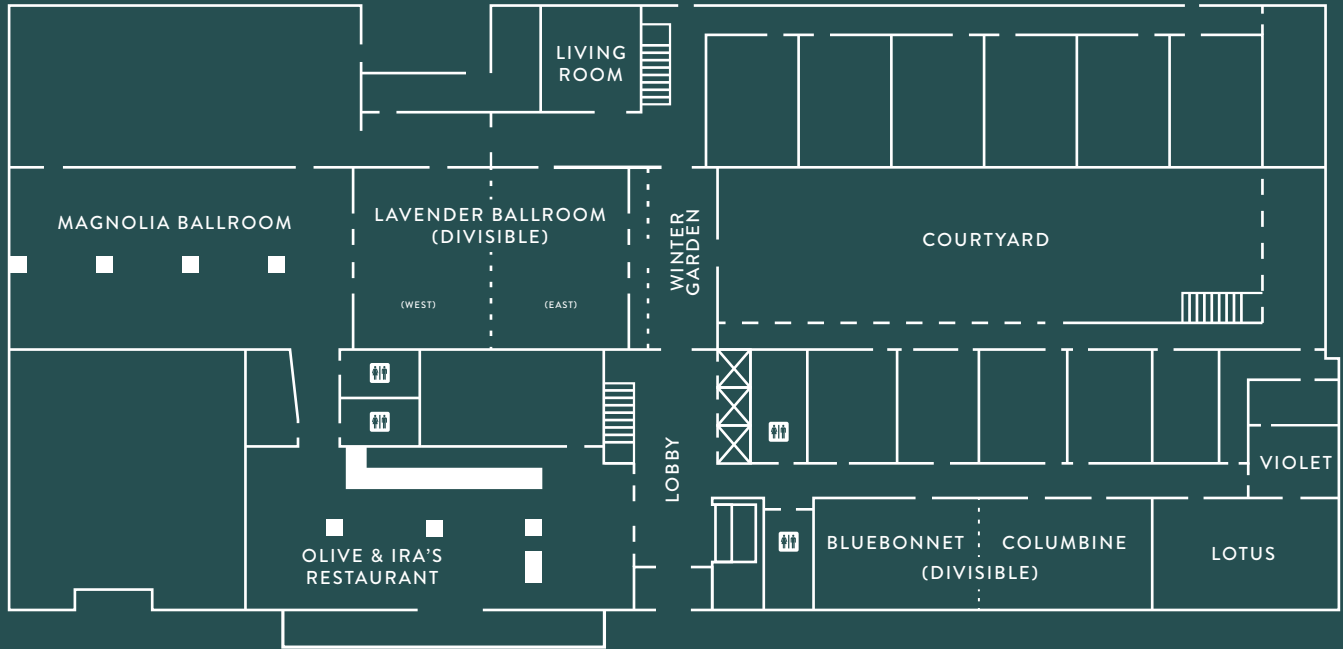 LIVING
ROOM
MAGNOLIA BALLROOM
LAVENDER BALLROOM
(DIVISIBLE)
(WEST)
(EAST)
WINTER
GARDEN
COURTYARD
LOBBY
VIOLET
OLIVE & IRA'S
RESTAURANT
BLUEBONNET
COLUMBINE
(DIVISIBLE)
LOTUS